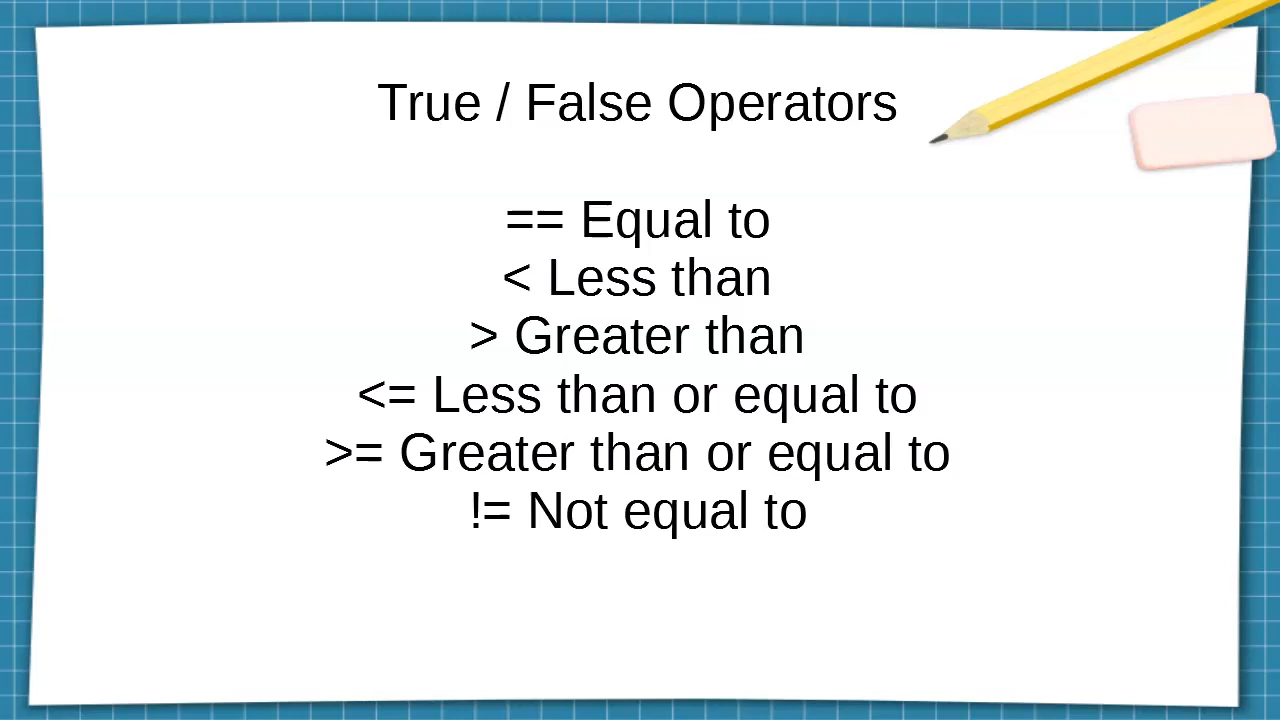 True / False Operators
== Equal to
< Less than
> Greater than
<= Less than or equal to
>= Greater than or equal to
!= Not equal to